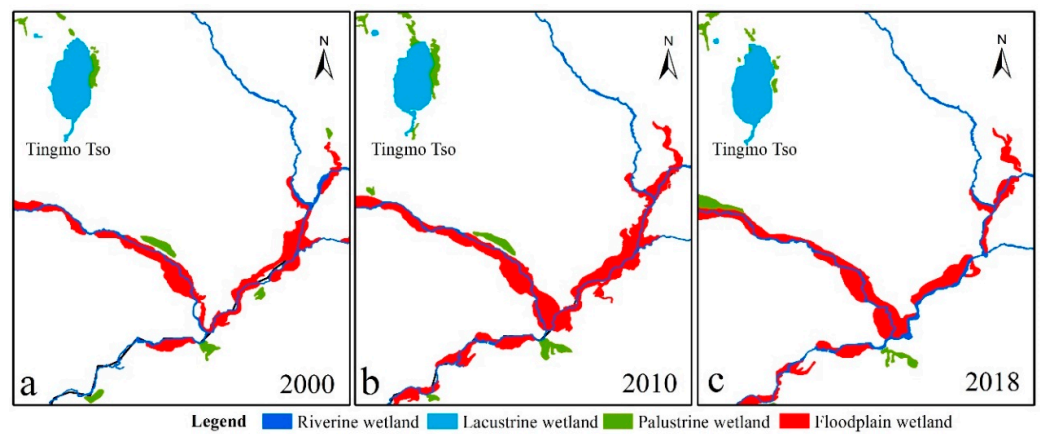 N
Tingmo Tso
a
2000
N
Tingmo Tso
b
2010
N
Tingmo Tso
c
2018
Legend Riverine wetland Lacustrine wetland Palustrine wetland Floodplain wetland